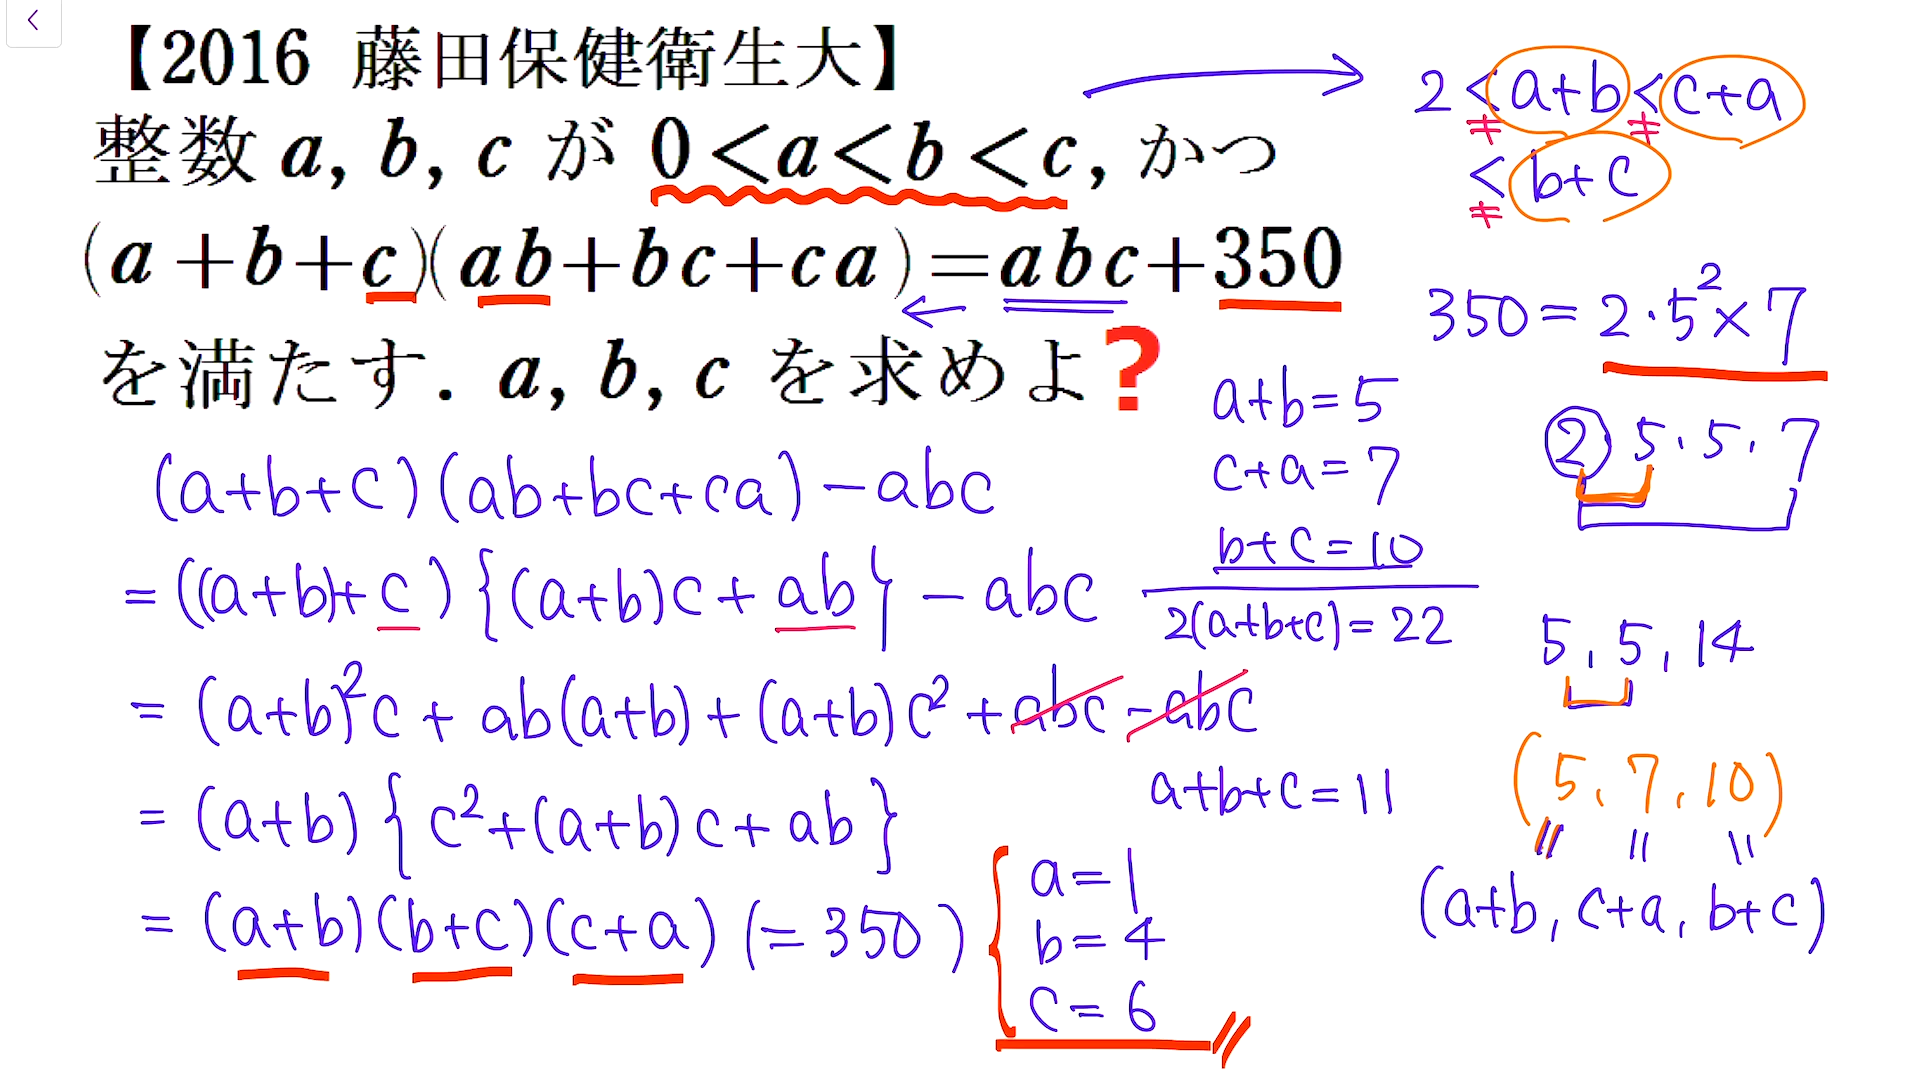 【2016 藤田保健衛生大】
整数 a, b, c が 0<a<b<c, かつ
(a+b+c)(ab+bc+ca)=abc+350
を満たす. a, b, c を求めよ?
(a+b+c)(ab+bc+ca)-abc
=((a+b)+c){(a+b)c+ab}-abc
=(a+b)²c+ab(a+b)+(a+b)c²+abc-abc
=(a+b){c²+(a+b)c+ab}
=(a+b)(b+c)(c+a)(=350)
a+b=5
c+a=7
b+c=10
2(a+b+c)=22
a+b+c=11
a=1
b=4
c=6
2<a+b<c+a
≠ ≠
<b+c
≠
350=2・5²×7
2 5・5・7
5, 5, 14
(5, 7, 10)
= = =
(a+b, c+a, b+c)